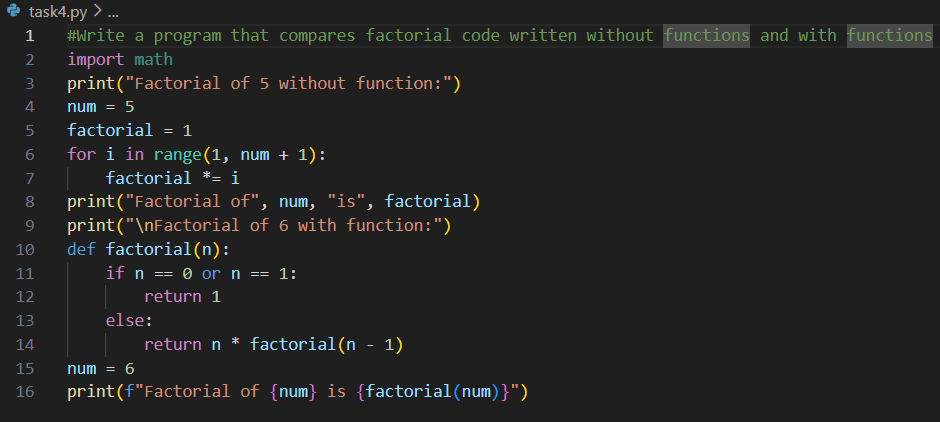 task4.py > ...
1 #Write a program that compares factorial code written without functions and with functions
2 import math
3 print("Factorial of 5 without function:")
4 num = 5
5 factorial = 1
6 for i in range(1, num + 1):
7     factorial *= i
8 print("Factorial of", num, "is", factorial)
9 print("\nFactorial of 6 with function:")
10 def factorial(n):
11     if n == 0 or n == 1:
12         return 1
13     else:
14         return n * factorial(n - 1)
15 num = 6
16 print(f"Factorial of {num} is {factorial(num)}")